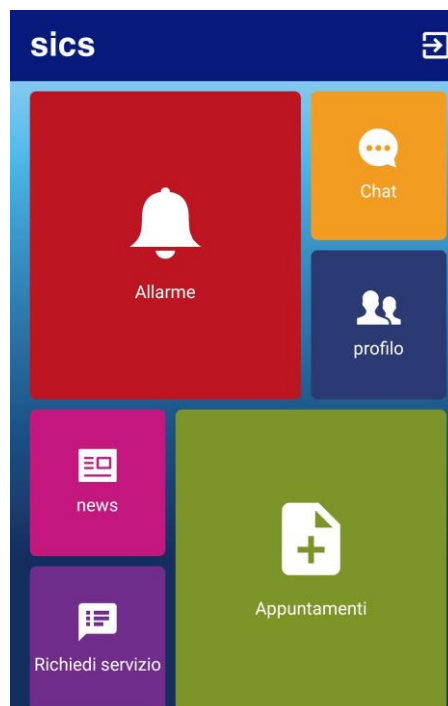 sics
Allarme
Chat
profilo
news
Appuntamenti
Richiedi servizio